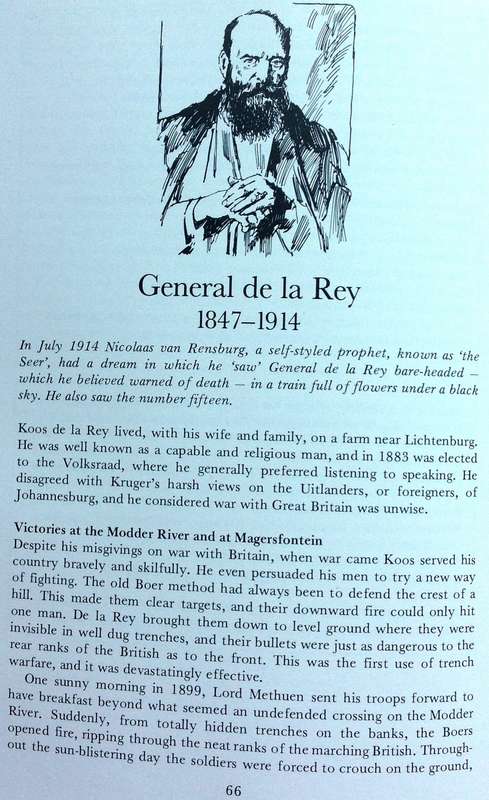 General de la Rey
1847–1914
In July 1914 Nicolaas van Rensburg, a self-styled prophet, known as ‘the
Seer’, had a dream in which he ‘saw’ General de la Rey bare-headed –
which he believed warned of death – in a train full of flowers under a black
sky. He also saw the number fifteen.
Koos de la Rey lived, with his wife and family, on a farm near Lichtenburg.
He was well known as a capable and religious man, and in 1883 was elected
to the Volksraad, where he generally preferred listening to speaking. He
disagreed with Kruger’s harsh views on the Uitlanders, or foreigners, of
Johannesburg, and he considered war with Great Britain was unwise.
Victories at the Modder River and at Magersfontein
Despite his misgivings on war with Britain, when war came Koos served his
country bravely and skilfully. He even persuaded his men to try a new way
of fighting. The old Boer method had always been to defend the crest of a
hill. This made them clear targets, and their downward fire could only hit
one man. De la Rey brought them down to level ground where they were
invisible in well dug trenches, and their bullets were just as dangerous to the
rear ranks of the British as to the front. This was the first use of trench
warfare, and it was devastatingly effective.
One sunny morning in 1899, Lord Methuen sent his troops forward to
have breakfast beyond what seemed an undefended crossing on the Modder
River. Suddenly, from totally hidden trenches on the banks, the Boers
opened fire, ripping through the neat ranks of the marching British. Through-
out the sun-blistering day the soldiers were forced to crouch on the ground,
66